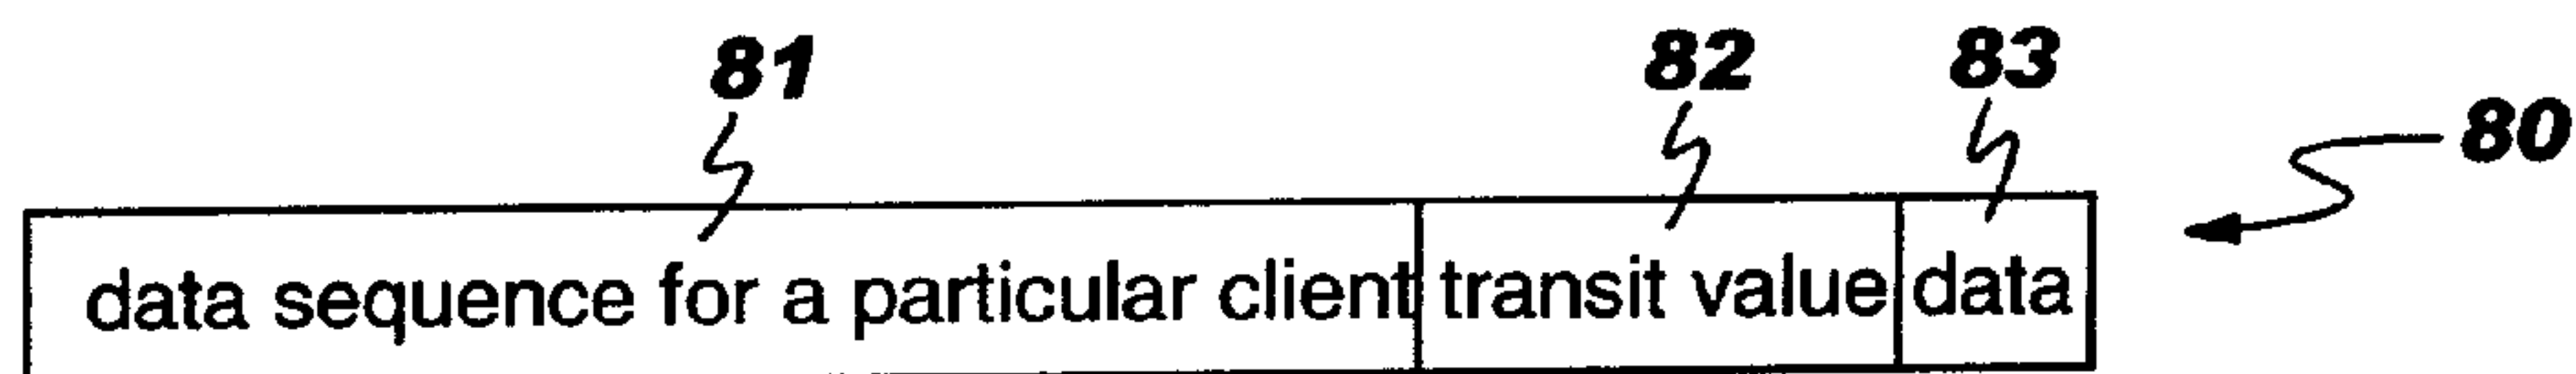 81 82 83
80
data sequence for a particular client transit value data